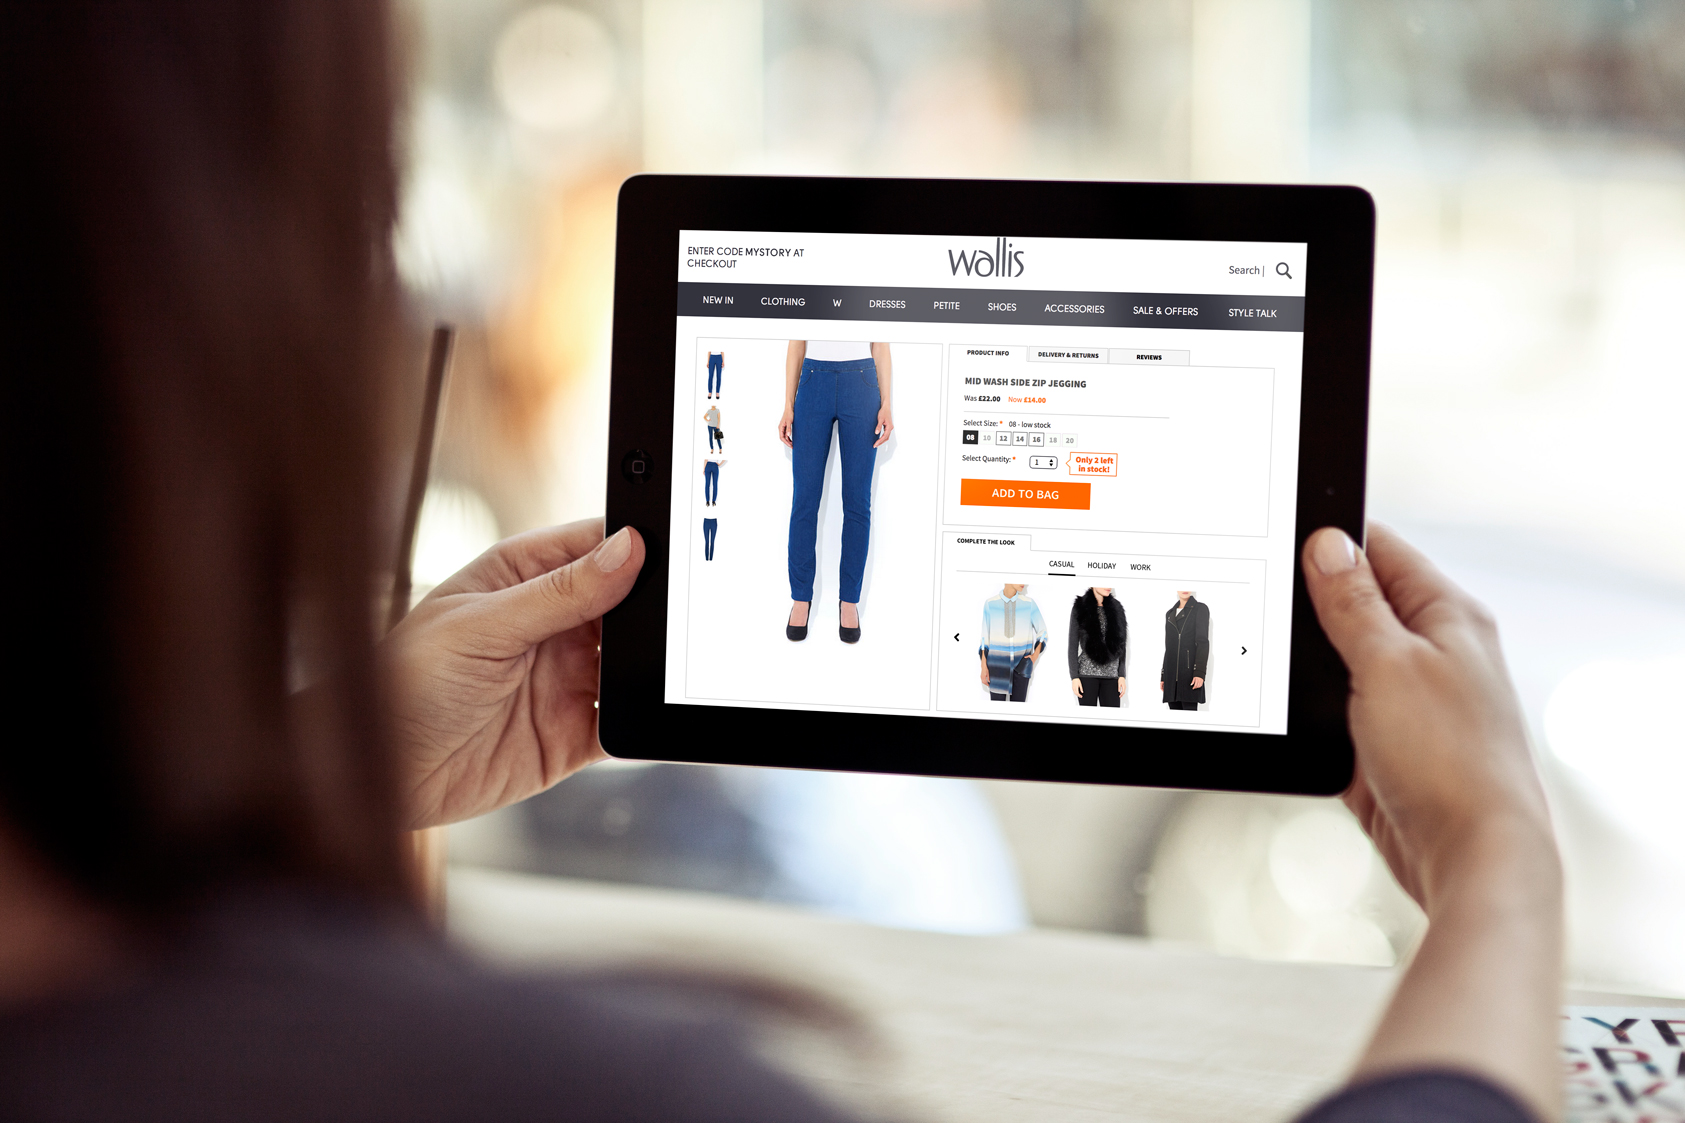 ENTER CODE MYSTORY AT
CHECKOUT
wallis
Search |
NEW IN CLOTHING W DRESSES PETITE SHOES ACCESSORIES SALE & OFFERS STYLE TALK
PRODUCT INFO DELIVERY & RETURNS REVIEWS
MID WASH SIDE ZIP JEGGING
Was £22.00 Now £14.00
Select Size: * 08 - low stock
08 10 12 14 16 18 20
Select Quantity: * 1
Only 2 left
in stock!
ADD TO BAG
COMPLETE THE LOOK
CASUAL HOLIDAY WORK